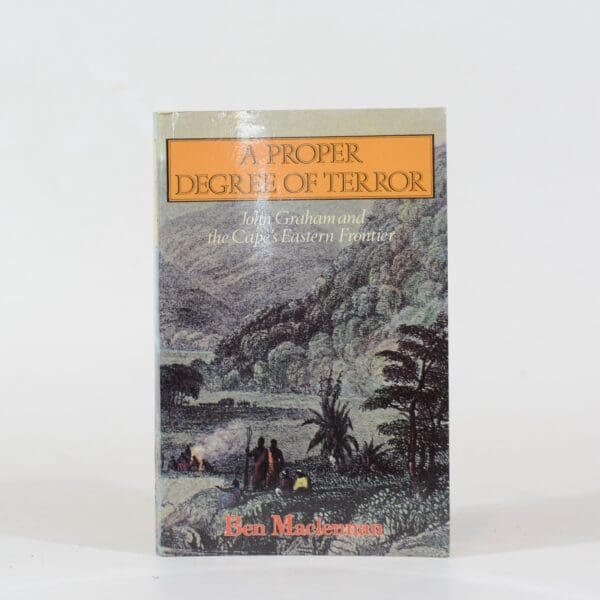 A PROPER
DEGREE OF TERROR
John Graham and
the Cape's Eastern Frontier
Ben Maclennan